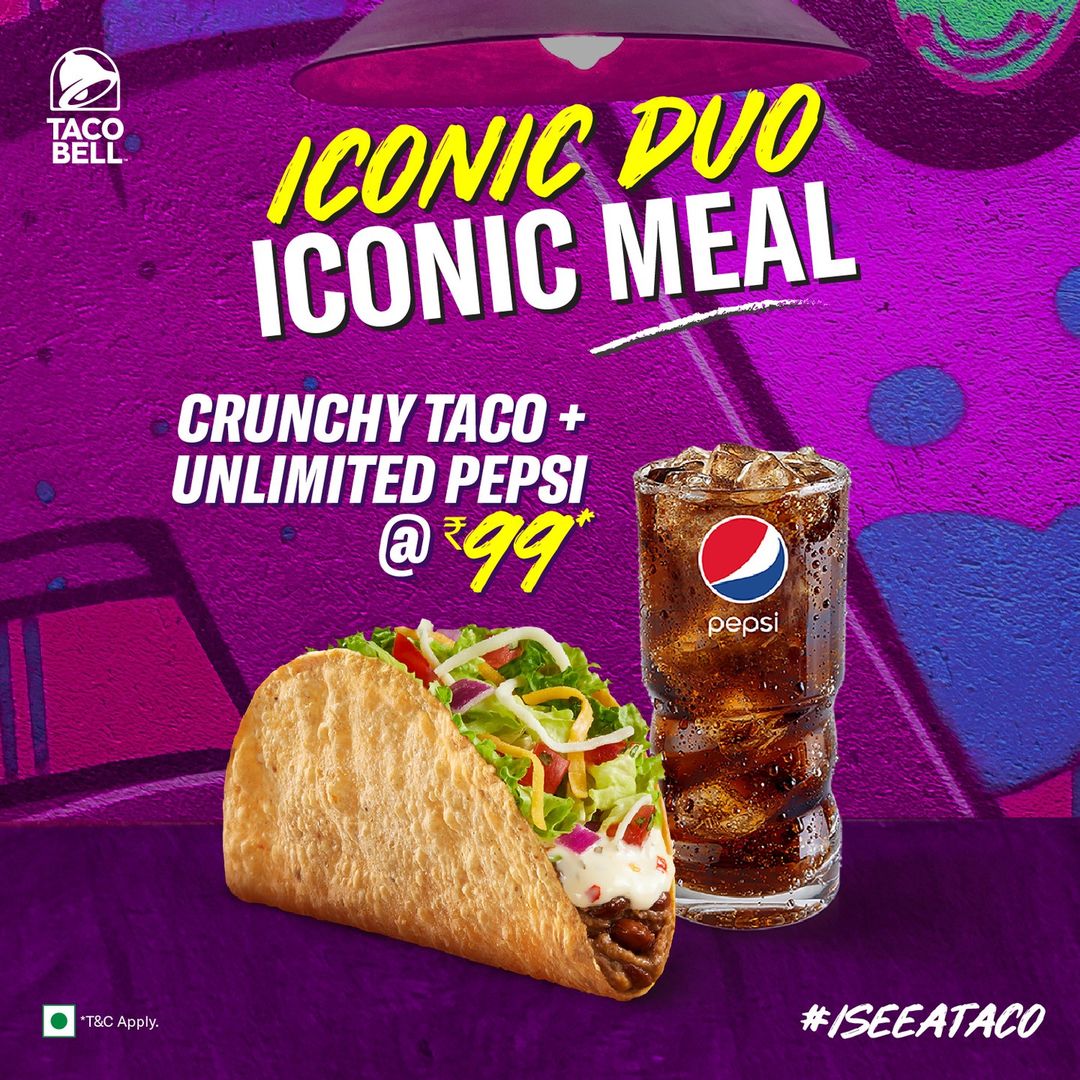 TACO
BELL
ICONIC DUO
ICONIC MEAL
CRUNCHY TACO +
UNLIMITED PEPSI
@ ₹99*
pepsi
*T&C Apply.
#ISEEATACO